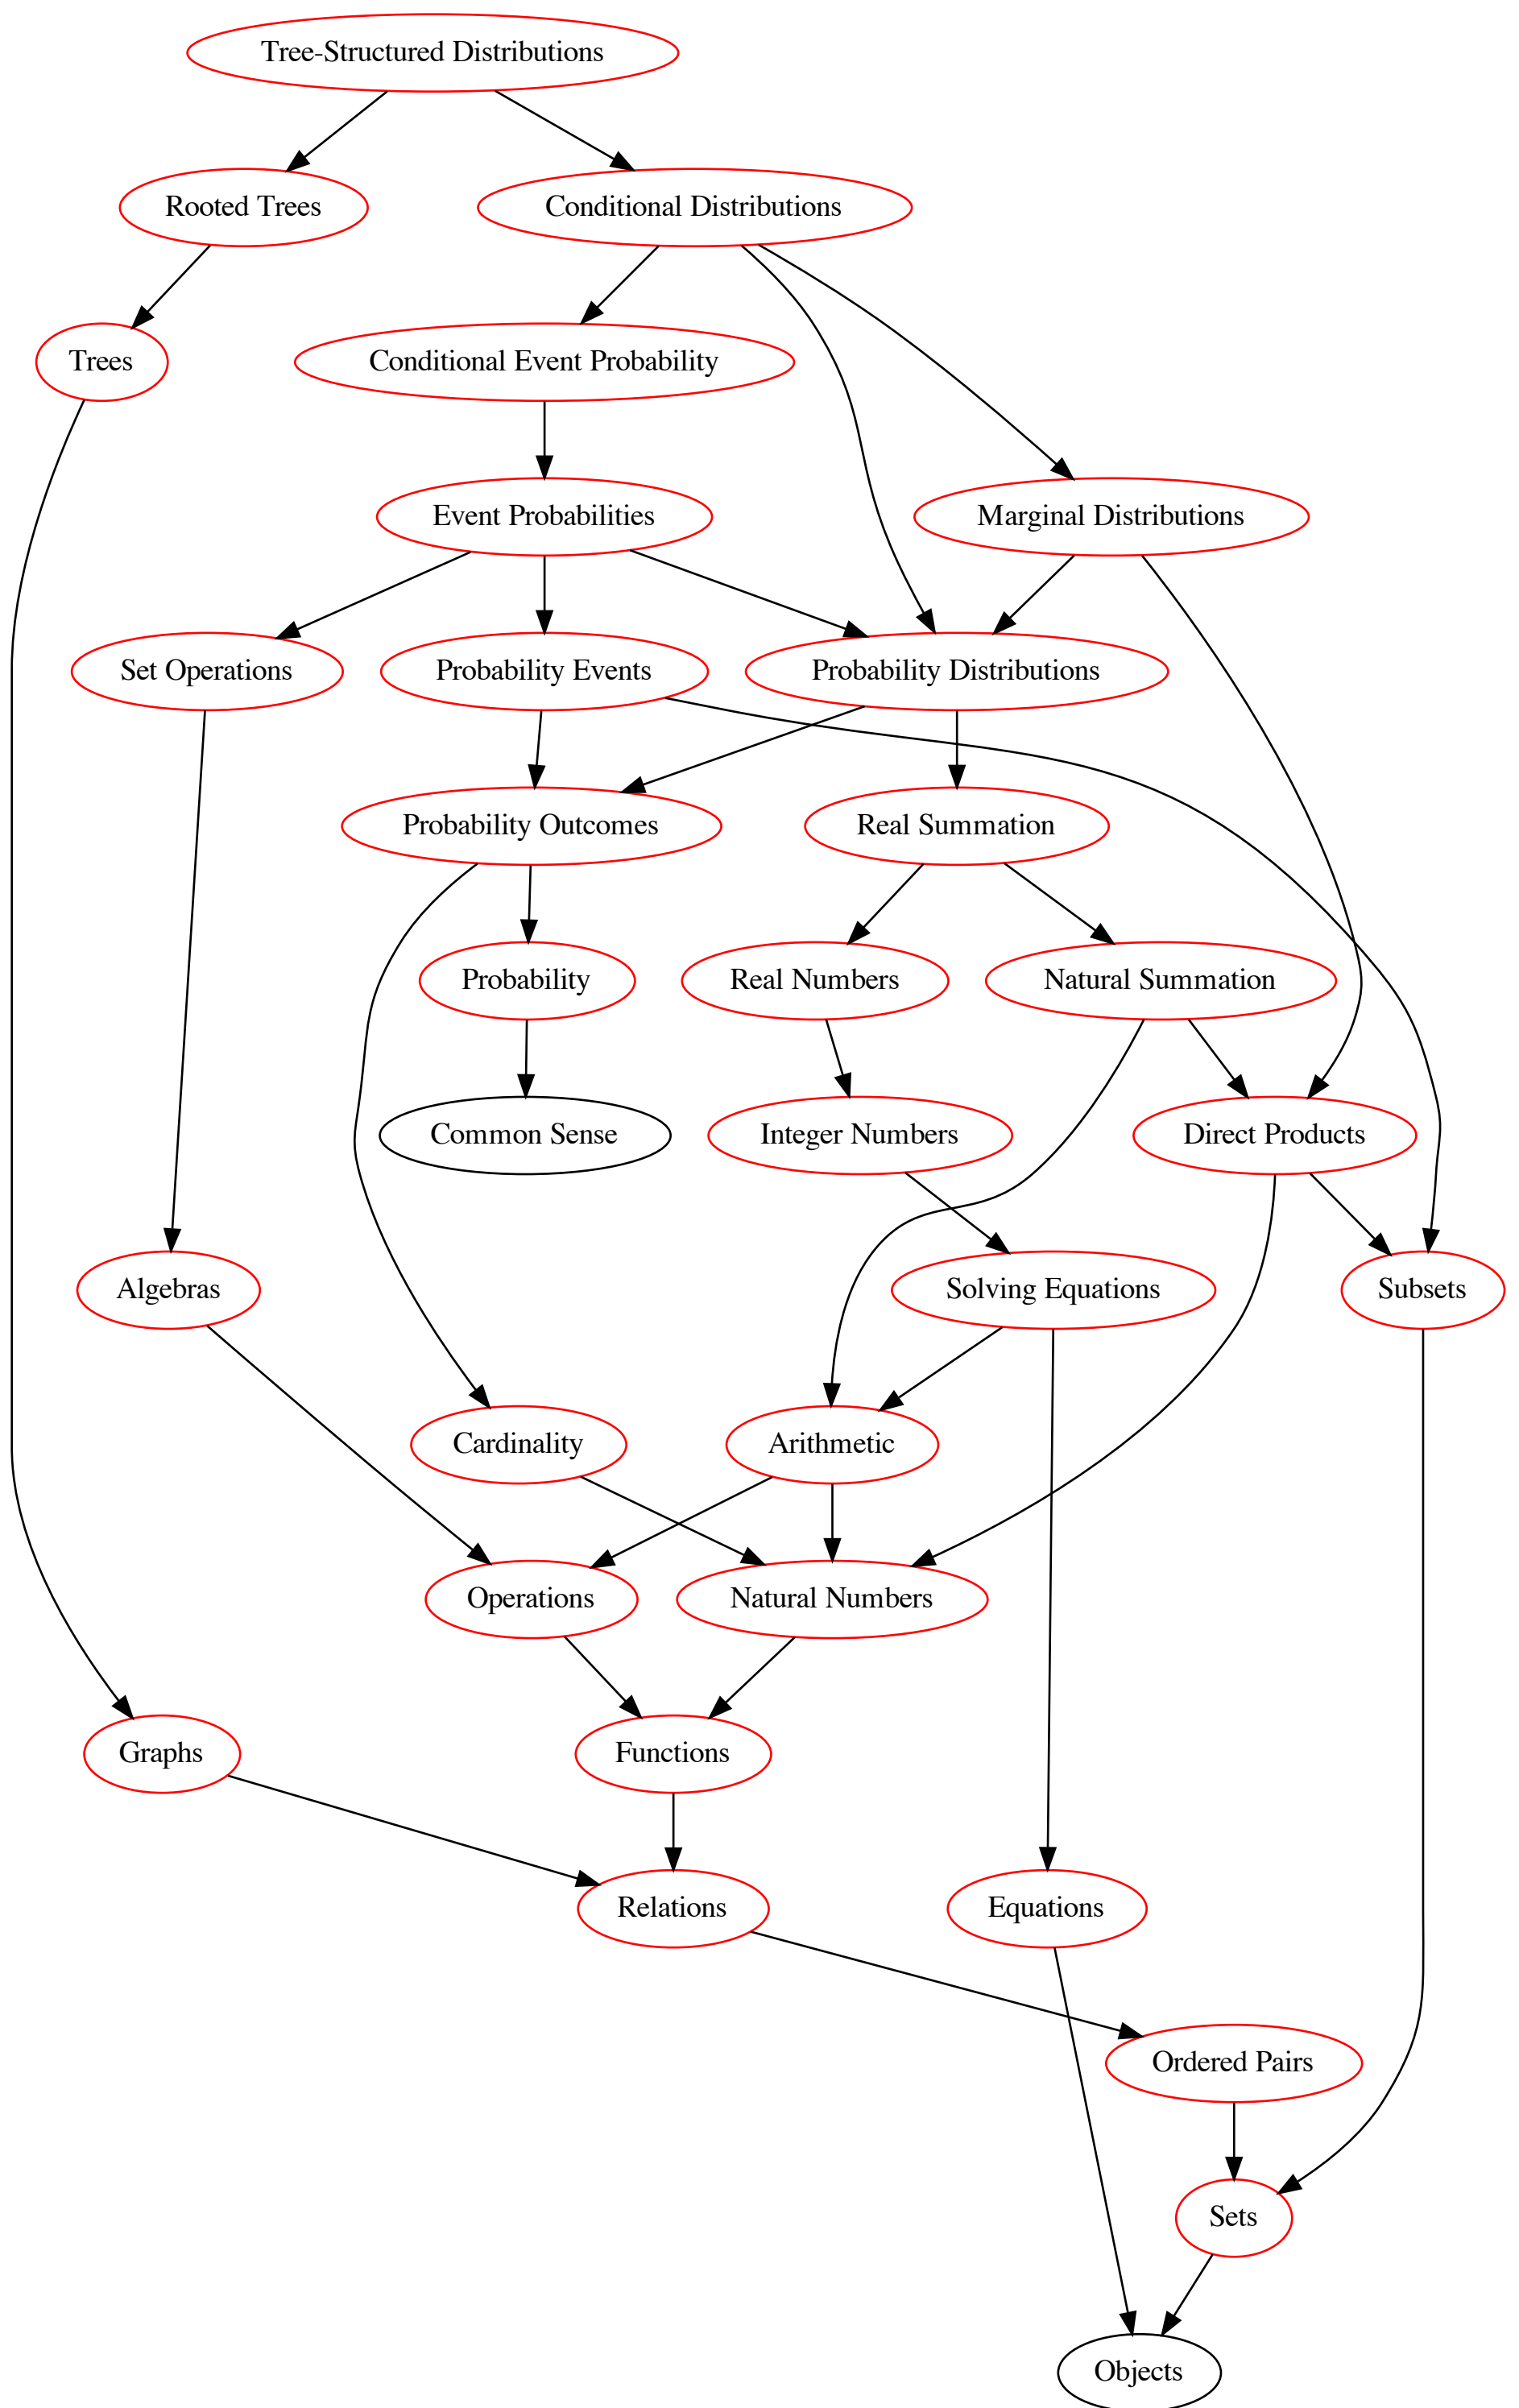 Tree-Structured Distributions
Rooted Trees
Conditional Distributions
Trees
Conditional Event Probability
Event Probabilities
Marginal Distributions
Set Operations
Probability Events
Probability Distributions
Probability Outcomes
Real Summation
Probability
Real Numbers
Natural Summation
Common Sense
Integer Numbers
Direct Products
Algebras
Solving Equations
Subsets
Cardinality
Arithmetic
Operations
Natural Numbers
Graphs
Functions
Relations
Equations
Ordered Pairs
Sets
Objects